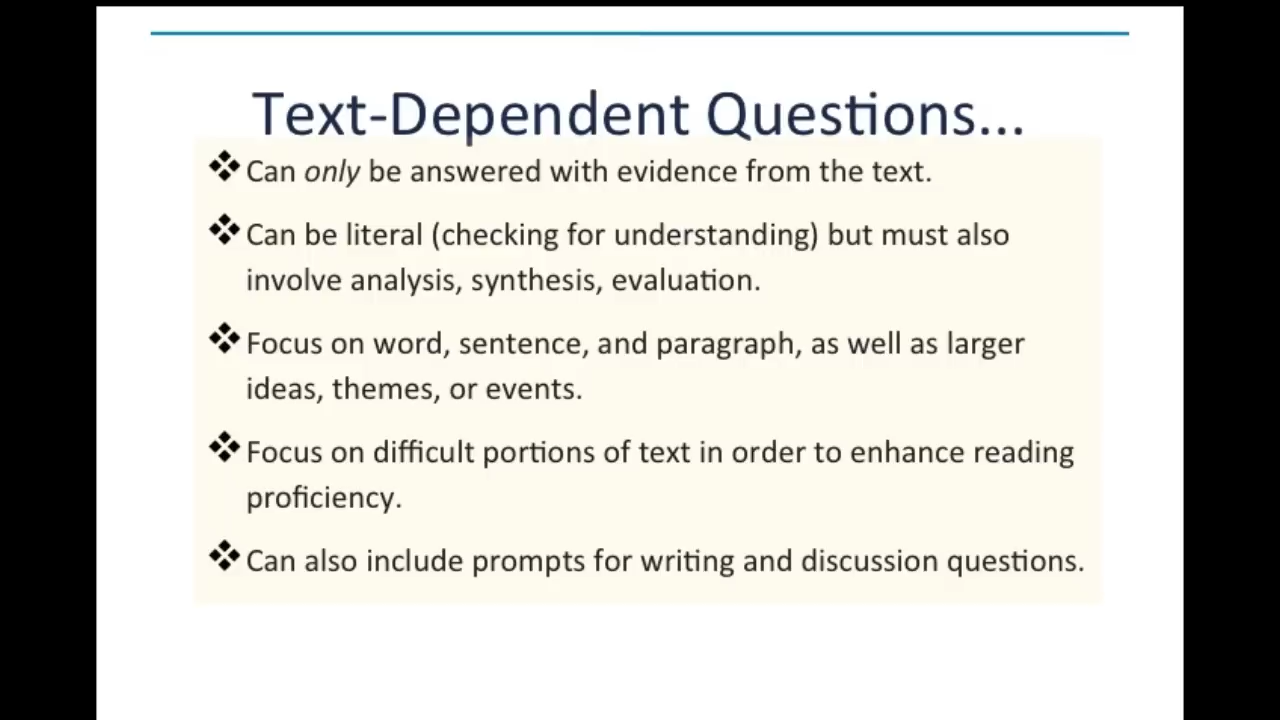 Text-Dependent Questions...
❖ Can only be answered with evidence from the text.
❖ Can be literal (checking for understanding) but must also
involve analysis, synthesis, evaluation.
❖ Focus on word, sentence, and paragraph, as well as larger
ideas, themes, or events.
❖ Focus on difficult portions of text in order to enhance reading
proficiency.
❖ Can also include prompts for writing and discussion questions.